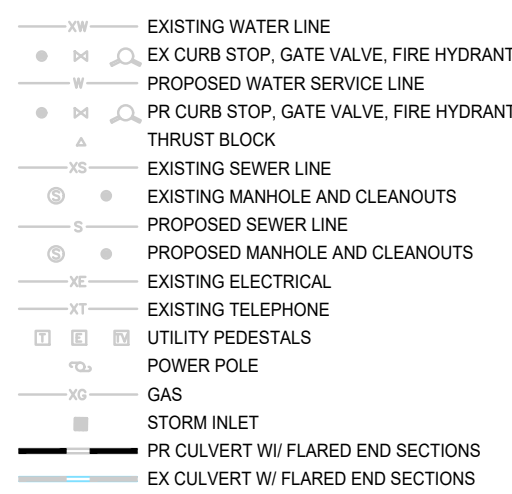 XW EXISTING WATER LINE
EX CURB STOP, GATE VALVE, FIRE HYDRANT
W PROPOSED WATER SERVICE LINE
PR CURB STOP, GATE VALVE, FIRE HYDRANT
THRUST BLOCK
XS EXISTING SEWER LINE
S EXISTING MANHOLE AND CLEANOUTS
S PROPOSED SEWER LINE
S PROPOSED MANHOLE AND CLEANOUTS
XE EXISTING ELECTRICAL
XT EXISTING TELEPHONE
T E TV UTILITY PEDESTALS
POWER POLE
XG GAS
STORM INLET
PR CULVERT WI/ FLARED END SECTIONS
EX CULVERT W/ FLARED END SECTIONS